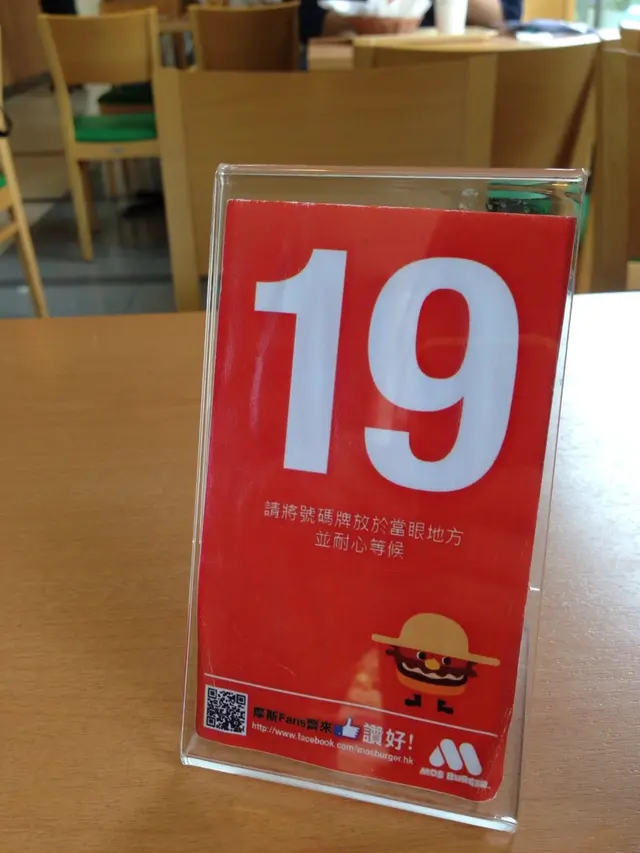 19
請將號碼牌放於當眼地方
並耐心等候
摩斯Fans齊來 讚好!
http://www.facebook.com/mosburger.hk
MOS BURGER